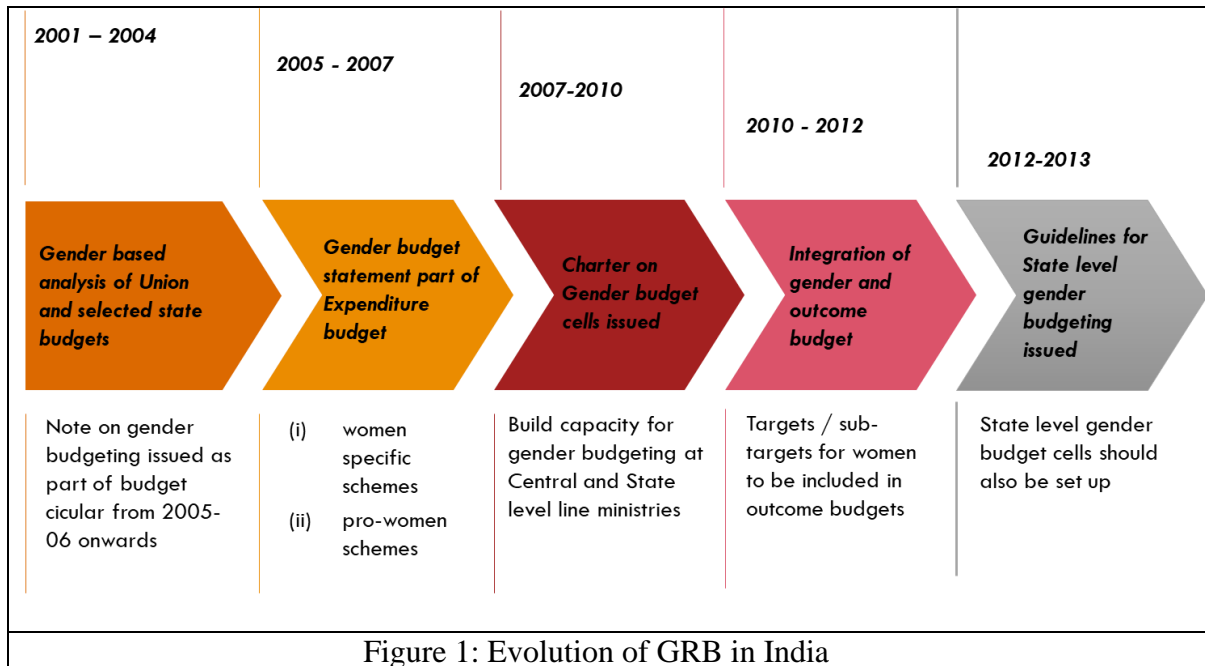 2001 – 2004
2005 - 2007
2007-2010
2010 - 2012
2012-2013
Gender based
analysis of Union
and selected state
budgets
Gender budget
statement part of
Expenditure
budget
Charter on
Gender budget
cells issued
Integration of
gender and
outcome
budget
Guidelines for
State level
gender
budgeting
issued
Note on gender
budgeting issued as
part of budget
cicular from 2005-
06 onwards
(i) women
specific
schemes
(ii) pro-women
schemes
Build capacity for
gender budgeting at
Central and State
level line ministries
Targets / sub-
targets for women
to be included in
outcome budgets
State level gender
budget cells should
also be set up
Figure 1: Evolution of GRB in India